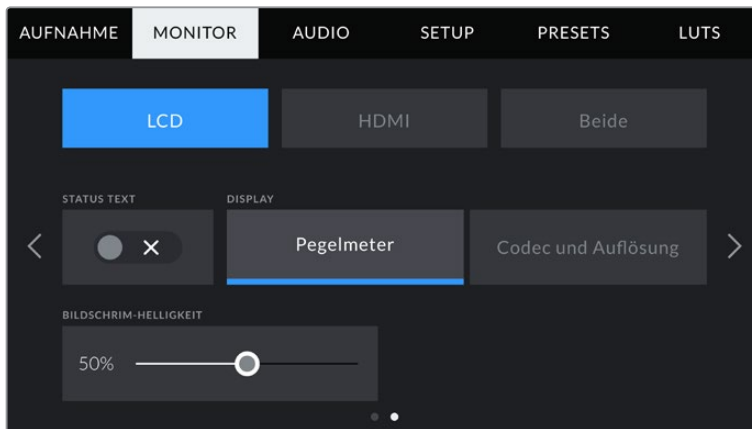 AUFNAHME MONITOR AUDIO SETUP PRESETS LUTS
LCD HDMI Beide
STATUS TEXT DISPLAY
Pegelmeter Codec und Auflösung
BILDSCHRIM-HELLIGKEIT
50%